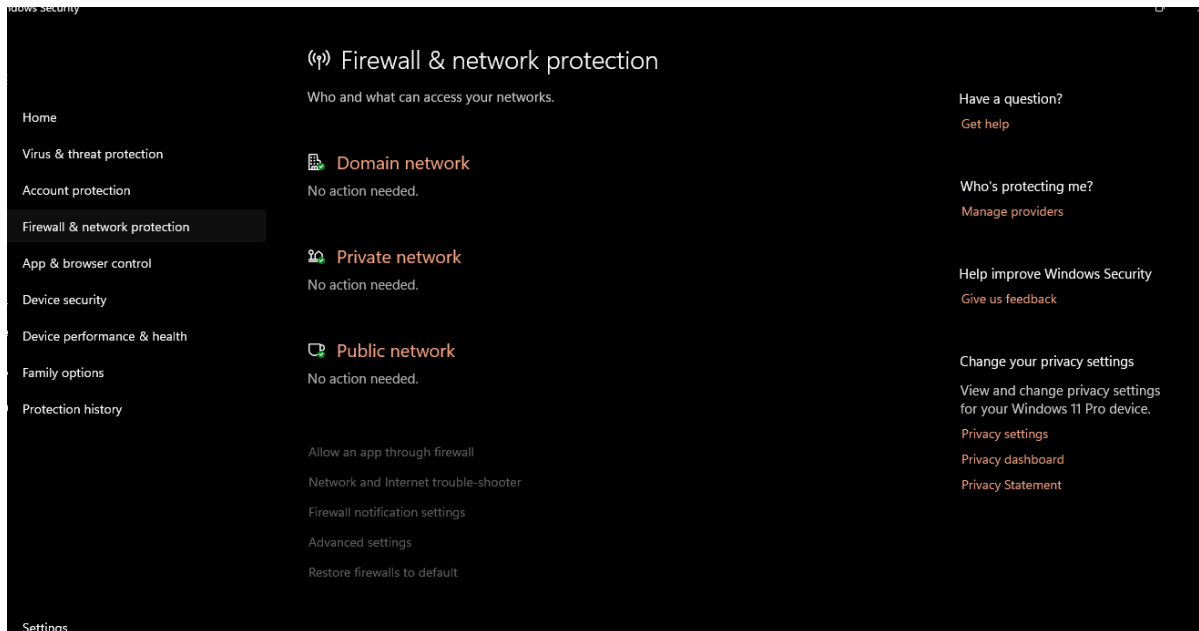 Windows Security
Home
Virus & threat protection
Account protection
Firewall & network protection
App & browser control
Device security
Device performance & health
Family options
Protection history
Settings
Firewall & network protection
Who and what can access your networks.
Domain network
No action needed.
Private network
No action needed.
Public network
No action needed.
Allow an app through firewall
Network and Internet trouble-shooter
Firewall notification settings
Advanced settings
Restore firewalls to default
Have a question?
Get help
Who's protecting me?
Manage providers
Help improve Windows Security
Give us feedback
Change your privacy settings
View and change privacy settings
for your Windows 11 Pro device.
Privacy settings
Privacy dashboard
Privacy Statement